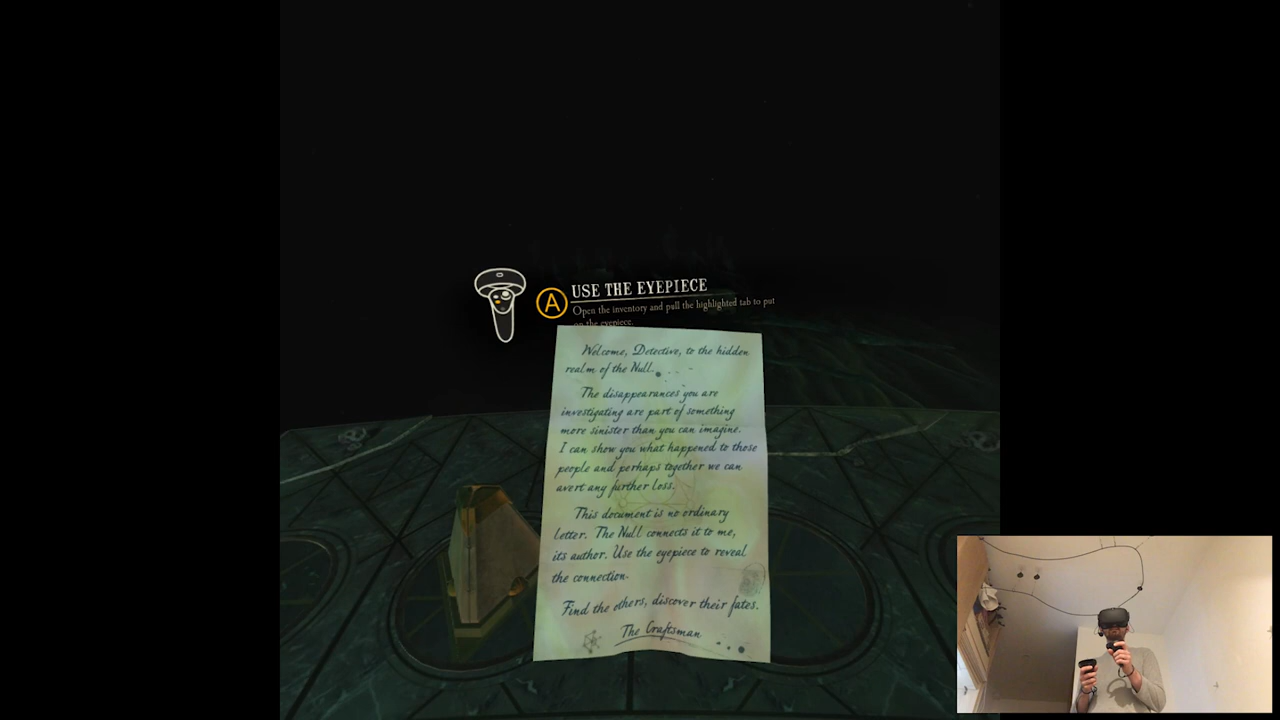 A
USE THE EYEPIECE
Open the inventory and pull the highlighted tab to put
on the eyepiece.
Welcome, Detective, to the hidden
realm of the Null.
The disappearances you are
investigating are part of something
more sinister than you can imagine.
I can show you what happened to those
people and perhaps together we can
avert any further loss.
This document is no ordinary
letter. The Null connects it to me,
its author. Use the eyepiece to reveal
the connection.
Find the others, discover their fates.
The Craftsman